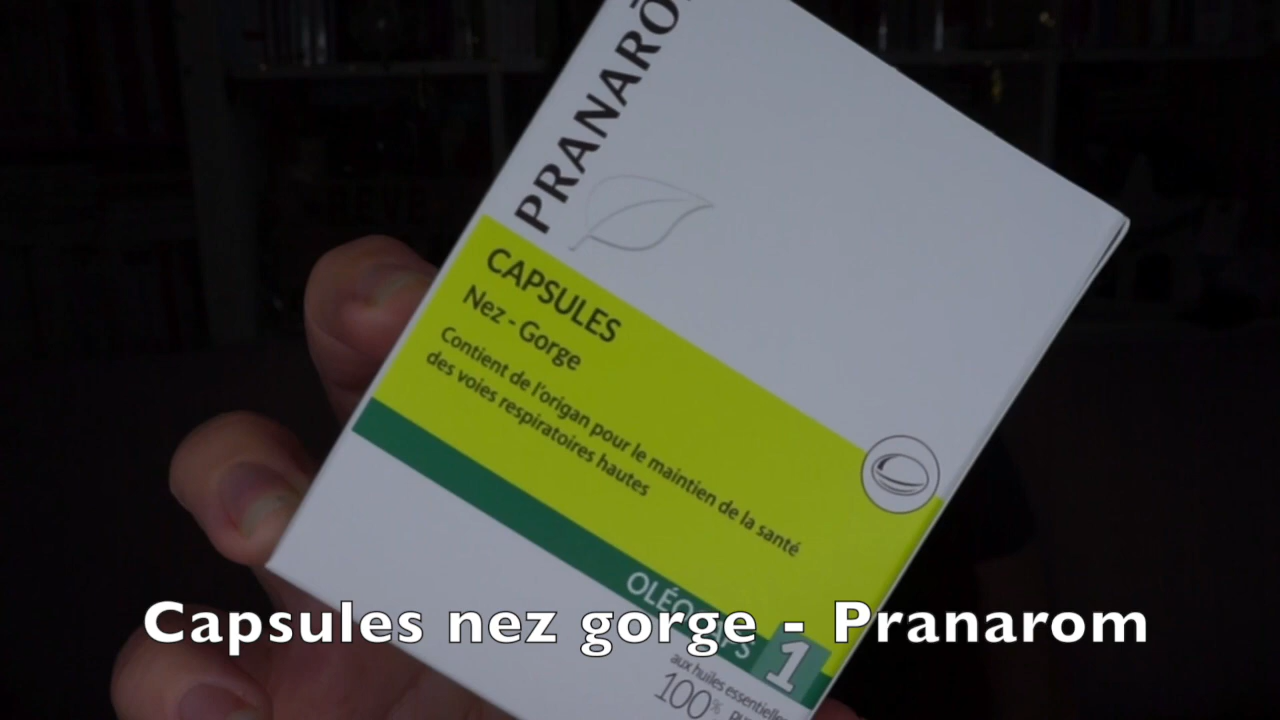 PRANARŌ
CAPSULES
Nez - Gorge
Contient de l'origan pour le maintien de la santé
des voies respiratoires hautes
1
aux huiles essentielles
100%
Capsules nez gorge - Pranarom